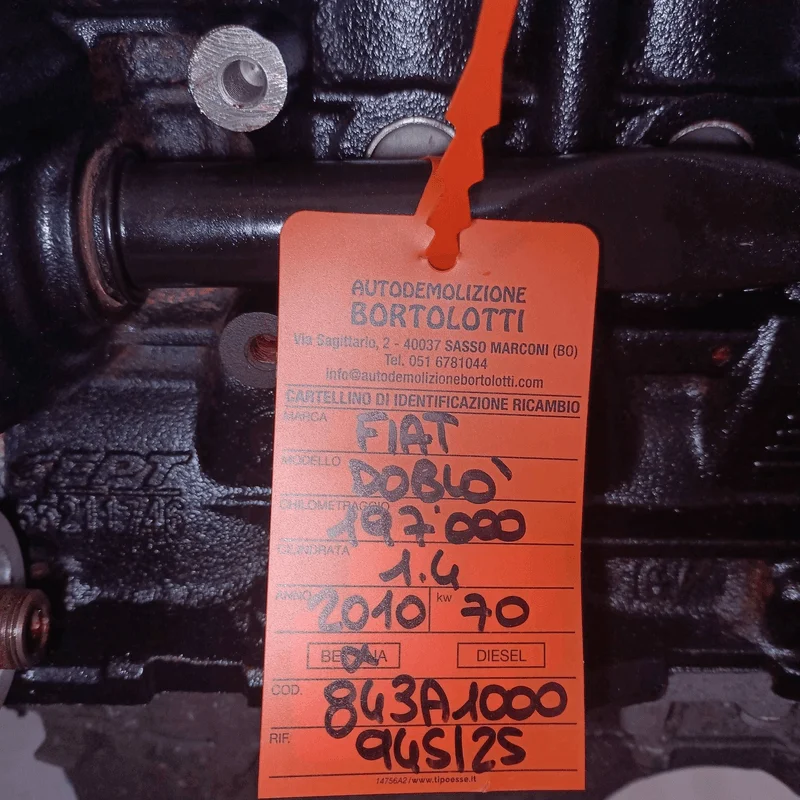 AUTODEMOLIZIONE
BORTOLOTTI
Via Sagittario, 2 - 40037 SASSO MARCONI (BO)
Tel. 051 6781044
info@autodemolizionebortolotti.com
CARTELLINO DI IDENTIFICAZIONE RICAMBIO
MARCA FIAT
MODELLO DOBLO'
CHILOMETRAGGIO 197'000
CILINDRATA 1.4
ANNO 2010 kw 70
BENZINA DIESEL
COD. 843A1000
RIF. 945/25
14756A2 / www.tipoesse.it